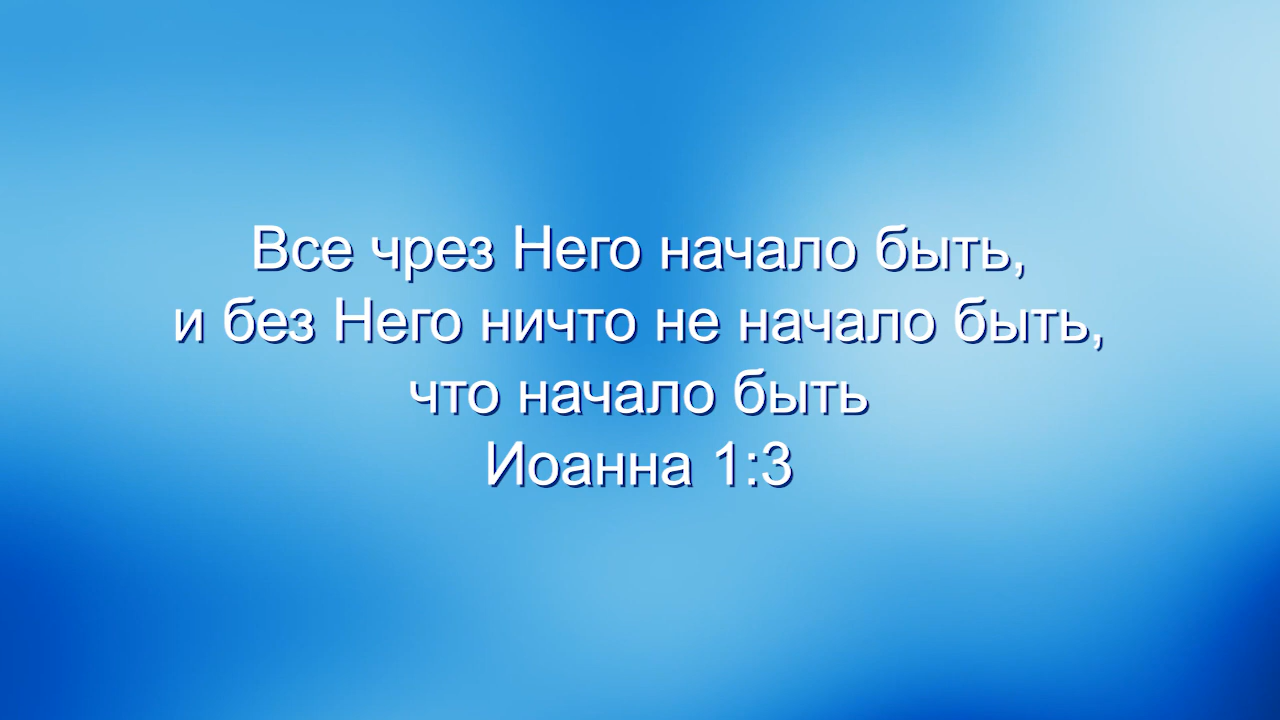 Все чрез Него начало быть,
и без Него ничто не начало быть,
что начало быть
Иоанна 1:3